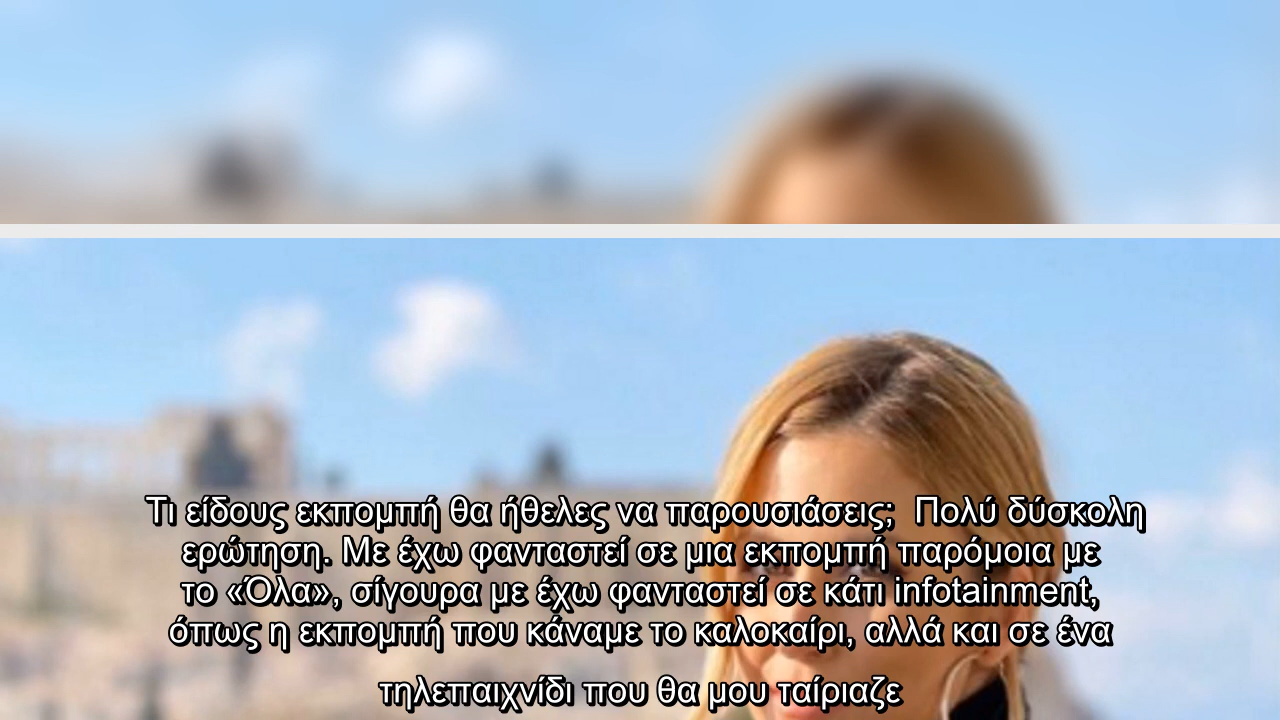 Τι είδους εκπομπή θα ήθελες να παρουσιάσεις;  Πολύ δύσκολη
ερώτηση. Με έχω φανταστεί σε μια εκπομπή παρόμοια με
το «Όλα», σίγουρα με έχω φανταστεί σε κάτι infotainment,
όπως η εκπομπή που κάναμε το καλοκαίρι, αλλά και σε ένα
τηλεπαιχνίδι που θα μου ταίριαζε